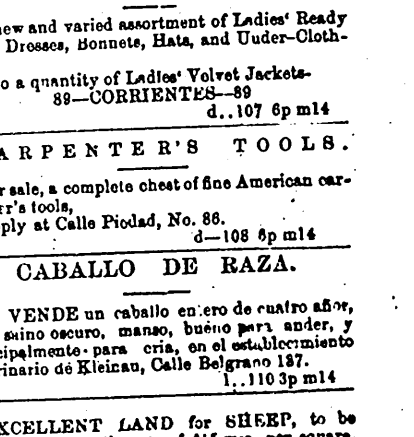 new and varied assortment of Ladies' Ready
Dresses, Bonnets, Hats, and Uuder-Cloth-
o a quantity of Ladies' Volvet Jackets-
89—CORRIENTES—89
d..107 6p m14
ARPENTER'S TOOLS.
r sale, a complete chest of fine American car-
er's tools,
ply at Calle Piedad, No. 86.
d—108 6p m14
CABALLO DE RAZA.
VENDE un caballo entero de cuatro años,
suino oscuro, manso, bueno para ander, y
cipalmente para cria, en el establecimiento
rinario de Kleinau, Calle Belgrano 187.
1..110 3p m14
XCELLENT LAND for SHEEP, to be